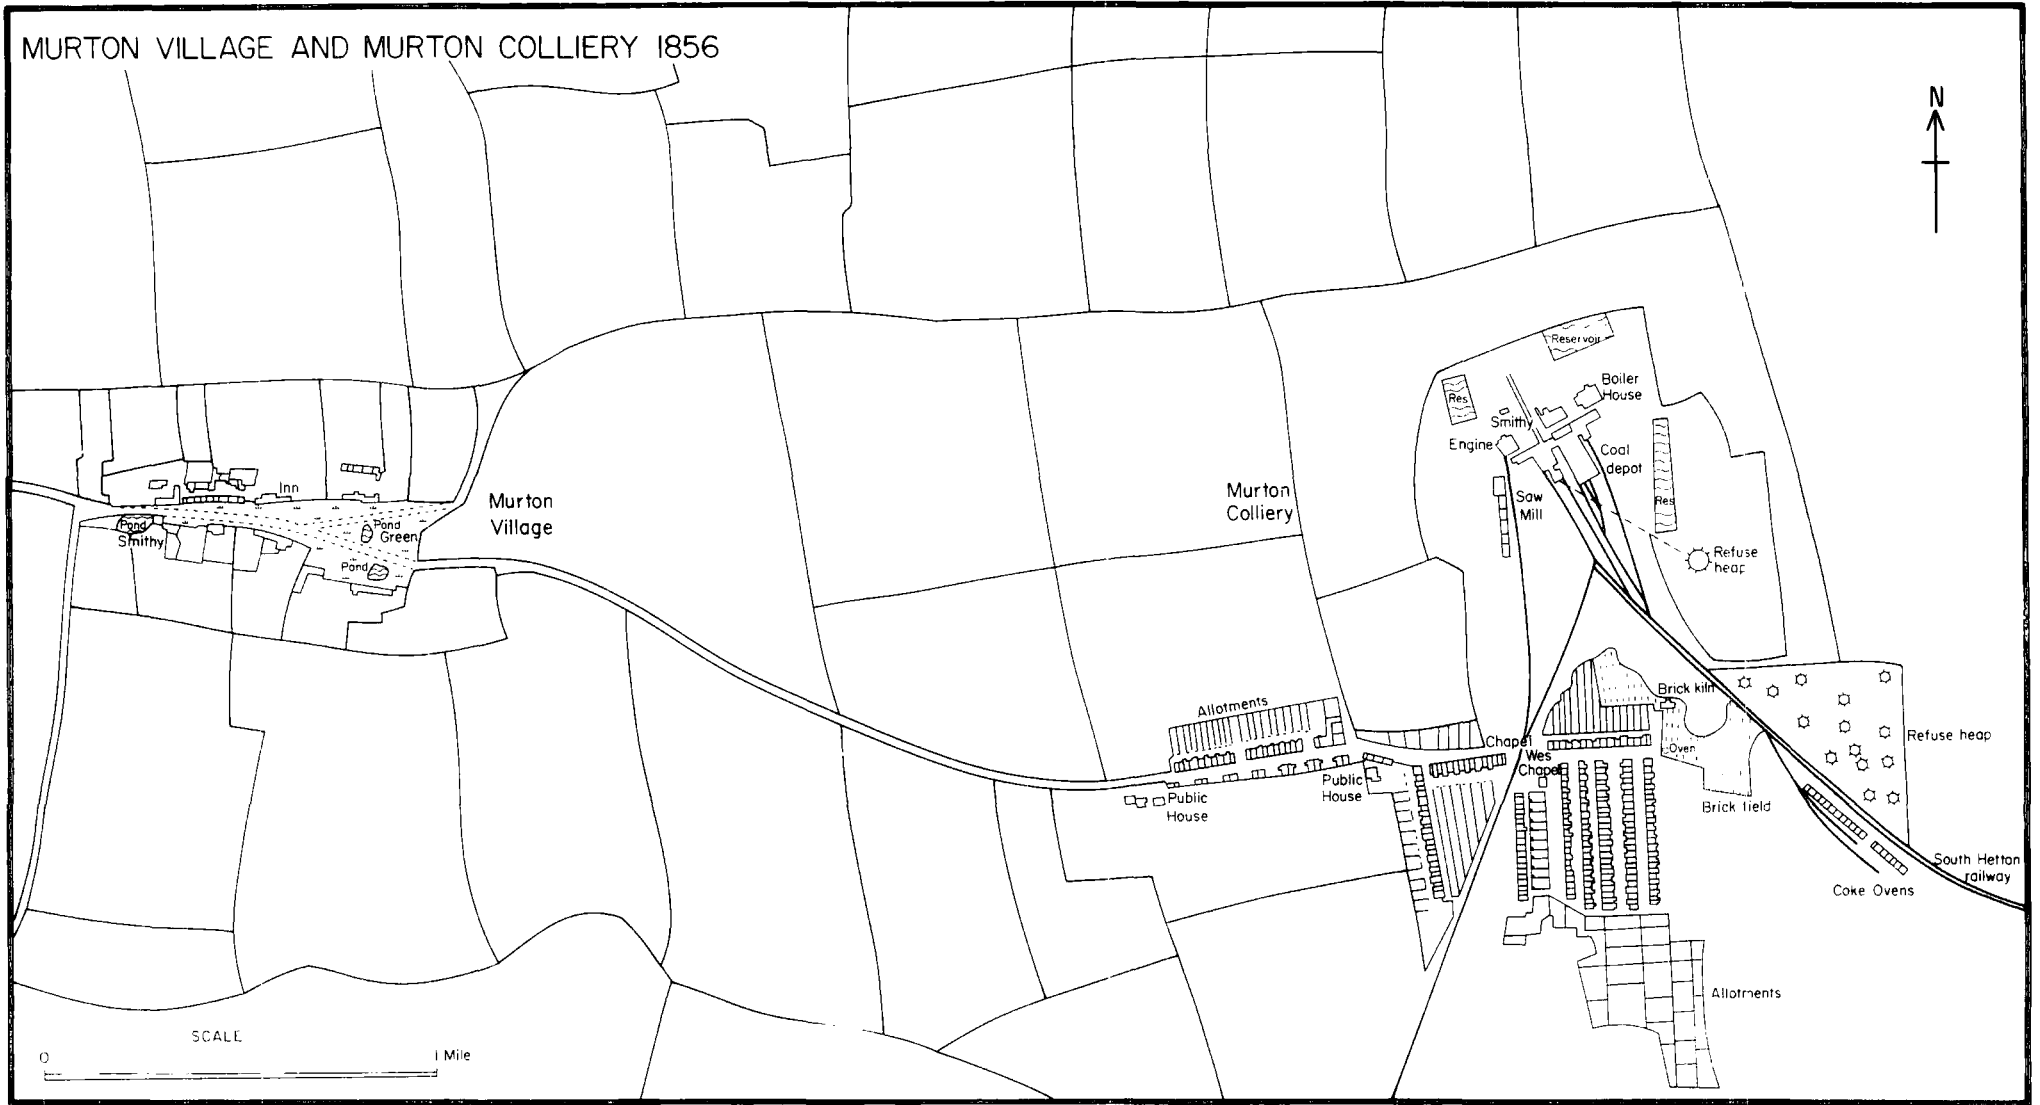 MURTON VILLAGE AND MURTON COLLIERY 1856
N
Reservoir
Res
Boiler
House
Smithy
Engine
Coal
depot
Inn
Murton
Village
Murton
Colliery
Saw
Mill
Res
Pond
Smithy
Pond
Green
Pond
Refuse
heap
Allotments
Brick kiln
Chapel
Wes
Chapel
Oven
Refuse heap
Public
House
Public
House
Brick field
South Hetton
railway
Coke Ovens
Allotments
SCALE
0
1 Mile